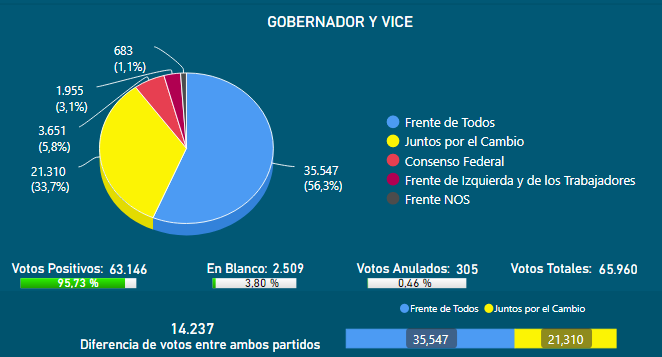 GOBERNADOR Y VICE
683
(1,1%)
1.955
(3,1%)
3.651
(5,8%)
21.310
(33,7%)
35.547
(56,3%)
Frente de Todos
Juntos por el Cambio
Consenso Federal
Frente de Izquierda y de los Trabajadores
Frente NOS
Votos Positivos: 63.146
95,73 %
En Blanco: 2.509
3,80 %
Votos Anulados: 305
0,46 %
Votos Totales: 65.960
Frente de Todos Juntos por el Cambio
14.237
Diferencia de votos entre ambos partidos
35,547 21,310